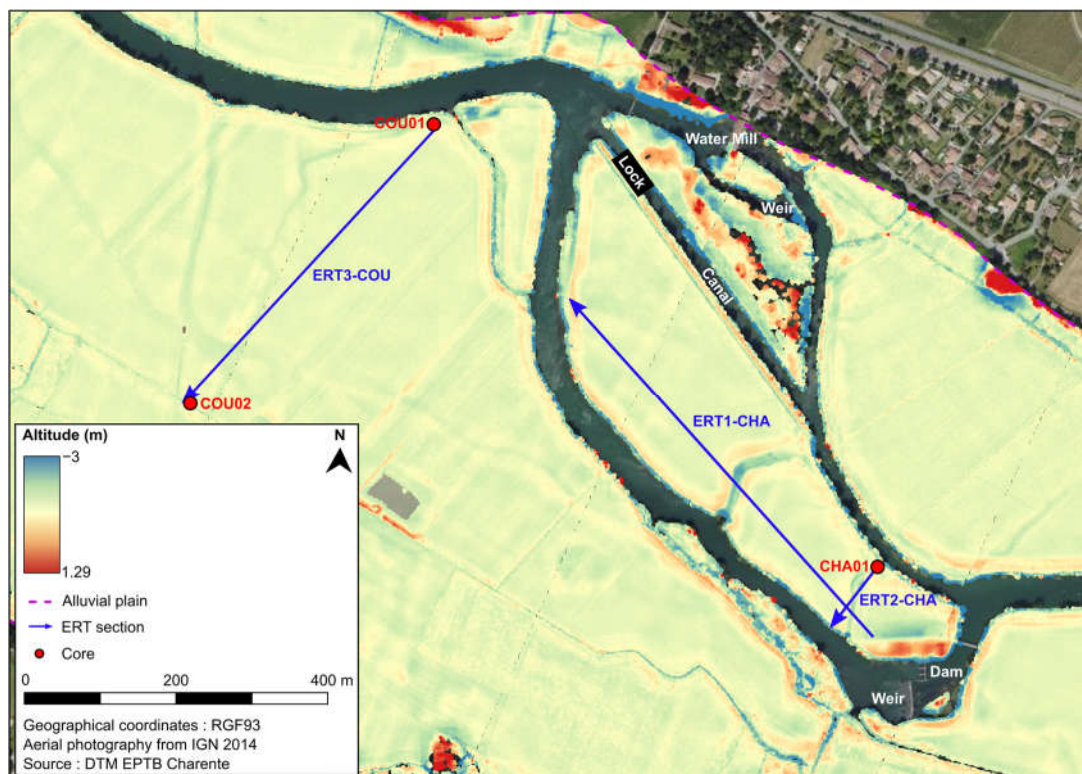 COU01
Water Mill
Lock
Weir
ERT3-COU
Canal
COU02
ERT1-CHA
CHA01
ERT2-CHA
Dam
Weir
Altitude (m)
N
−3
1.29
Alluvial plain
ERT section
Core
0 200 400 m
Geographical coordinates : RGF93
Aerial photography from IGN 2014
Source : DTM EPTB Charente